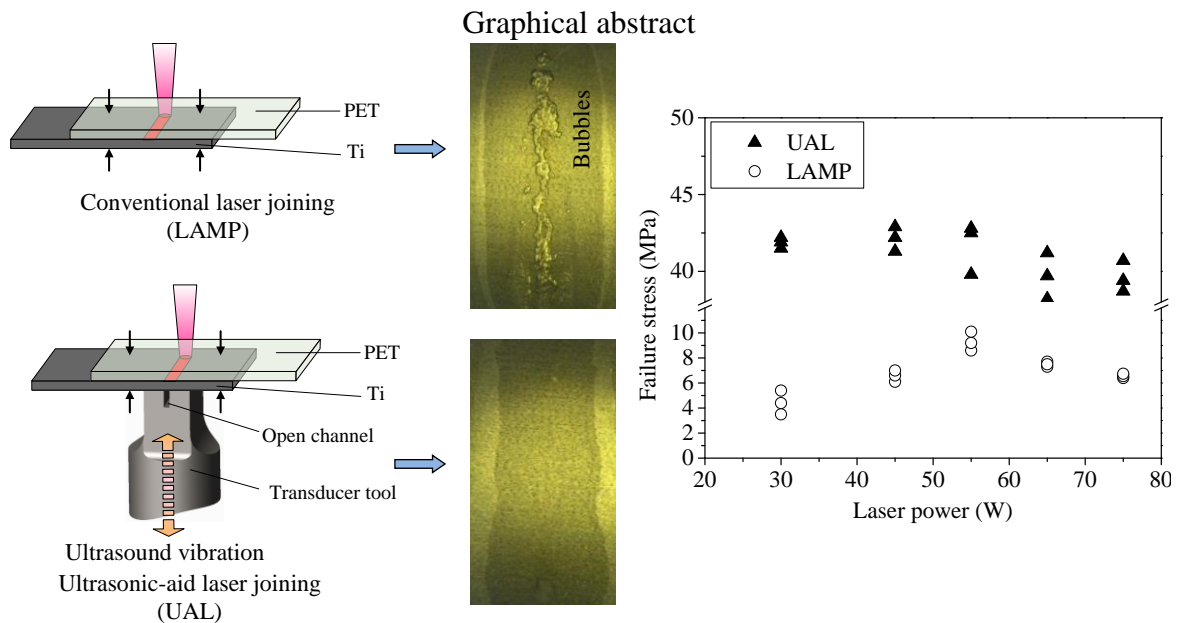 Graphical abstract
PET
Ti
Conventional laser joining
(LAMP)
Bubbles
PET
Ti
Open channel
Transducer tool
Ultrasound vibration
Ultrasonic-aid laser joining
(UAL)
UAL
LAMP
Failure stress (MPa)
50
45
40
10
8
6
4
2
0
20 30 40 50 60 70 80
Laser power (W)